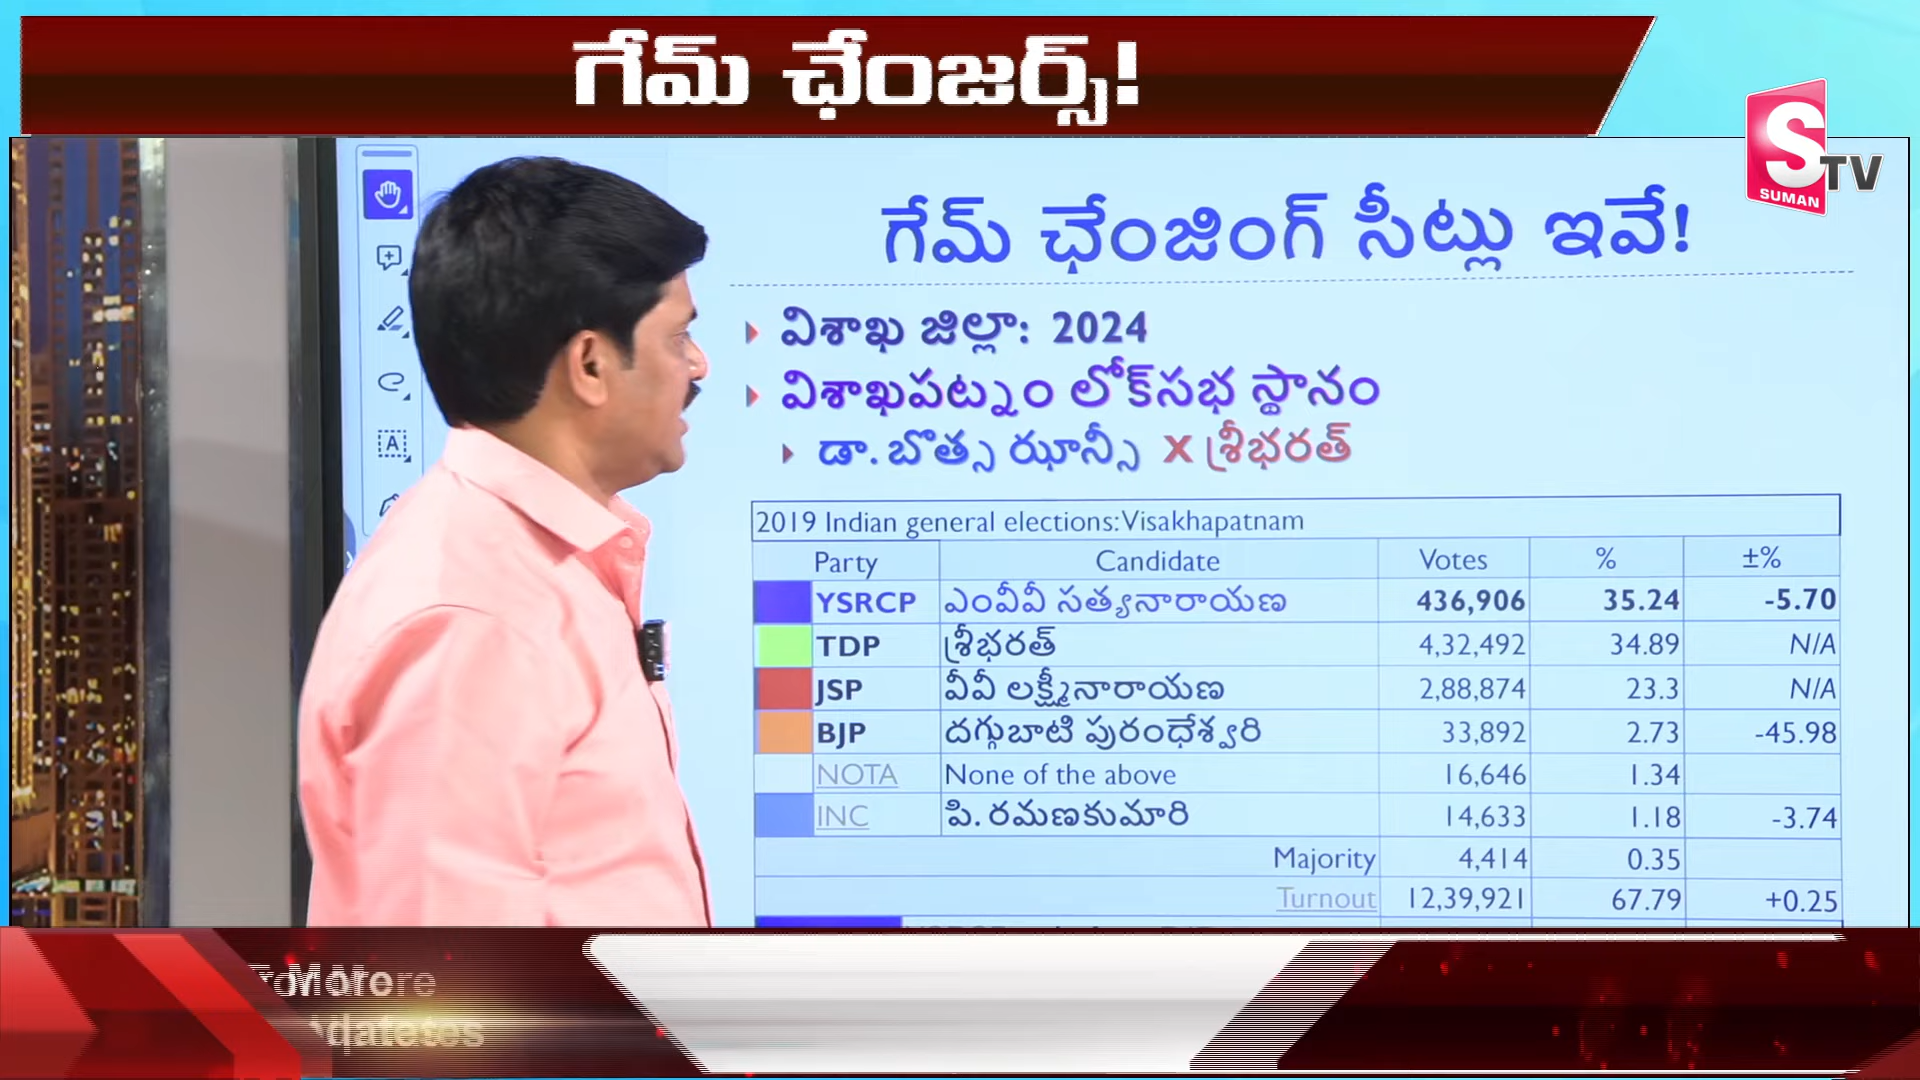 గేమ్ ఛేంజర్స్!
S TV
SUMAN
గేమ్ ఛేంజింగ్ సీట్లు ఇవే!
విశాఖ జిల్లా: 2024
విశాఖపట్నం లోక్‌సభ స్థానం
డా. బొత్స ఝాన్సీ X శ్రీభరత్
2019 Indian general elections: Visakhapatnam
Party Candidate Votes % ±%
YSRCP ఎంవీవీ సత్యనారాయణ 436,906 35.24 -5.70
TDP శ్రీభరత్ 4,32,492 34.89 N/A
JSP వీవీ లక్ష్మీనారాయణ 2,88,874 23.3 N/A
BJP దగ్గుబాటి పురంధేశ్వరి 33,892 2.73 -45.98
NOTA None of the above 16,646 1.34
INC పి. రమణకుమారి 14,633 1.18 -3.74
Majority 4,414 0.35
Turnout 12,39,921 67.79 +0.25